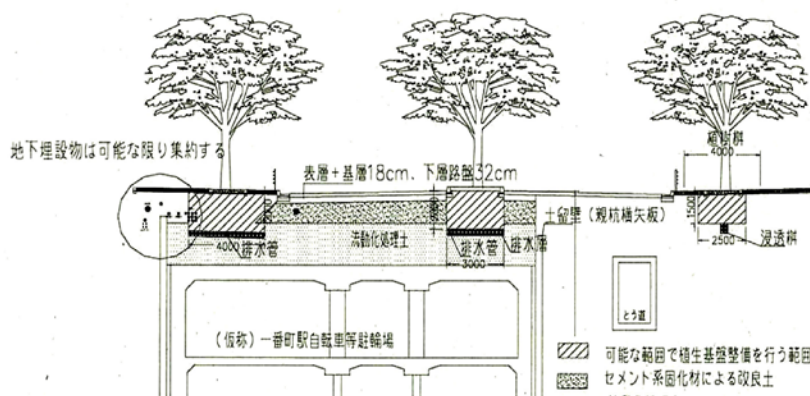 植樹桝
4000
地下埋設物は可能な限り集約する
表層+基層18cm、下層路盤32cm
土留壁(親杭横矢板)
1500
4000
排水管
流動化処理土
排水管
排水層
3000
2500
浸透桝
とう道
(仮称)一番町駅自転車等駐輪場
可能な範囲で植生基盤整備を行う範囲
セメント系固化材による改良土